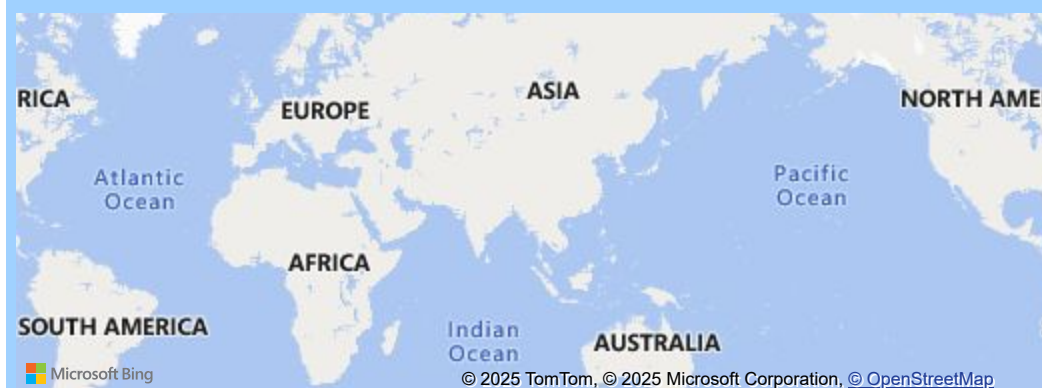 RICA
EUROPE
ASIA
NORTH AME
Atlantic
Ocean
Pacific
Ocean
AFRICA
SOUTH AMERICA
Indian
Ocean
AUSTRALIA
Microsoft Bing
© 2025 TomTom, © 2025 Microsoft Corporation, © OpenStreetMap